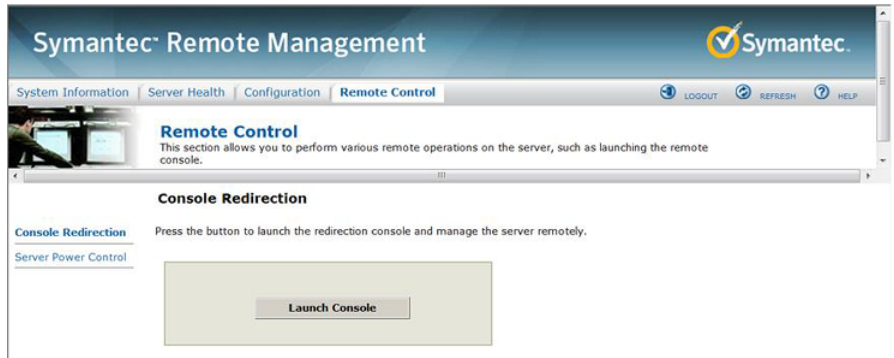 Symantec™ Remote Management
Symantec.
System Information Server Health Configuration Remote Control LOGOUT REFRESH HELP
Remote Control
This section allows you to perform various remote operations on the server, such as launching the remote
console.
Console Redirection
Console Redirection
Press the button to launch the redirection console and manage the server remotely.
Server Power Control
Launch Console